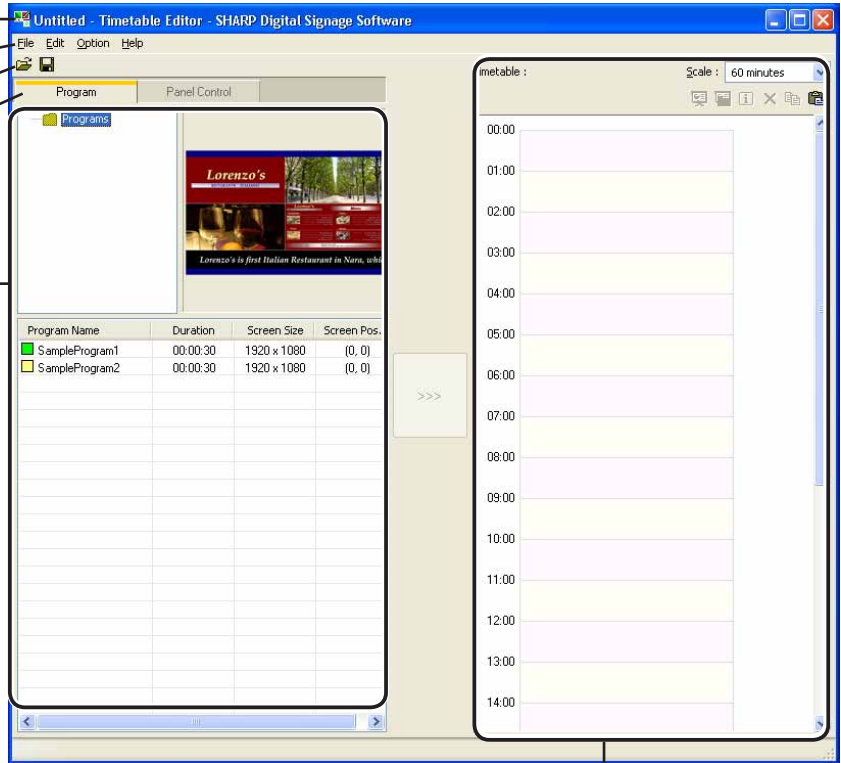 Untitled - Timetable Editor - SHARP Digital Signage Software
File Edit Option Help
Program Panel Control
Programs
Lorenzo's
Lorenzo's is first Italian Restaurant in Nara, whi
Program Name Duration Screen Size Screen Pos.
SampleProgram1 00:00:30 1920 x 1080 (0, 0)
SampleProgram2 00:00:30 1920 x 1080 (0, 0)
>>>
imetable : Scale : 60 minutes
00:00
01:00
02:00
03:00
04:00
05:00
06:00
07:00
08:00
09:00
10:00
11:00
12:00
13:00
14:00